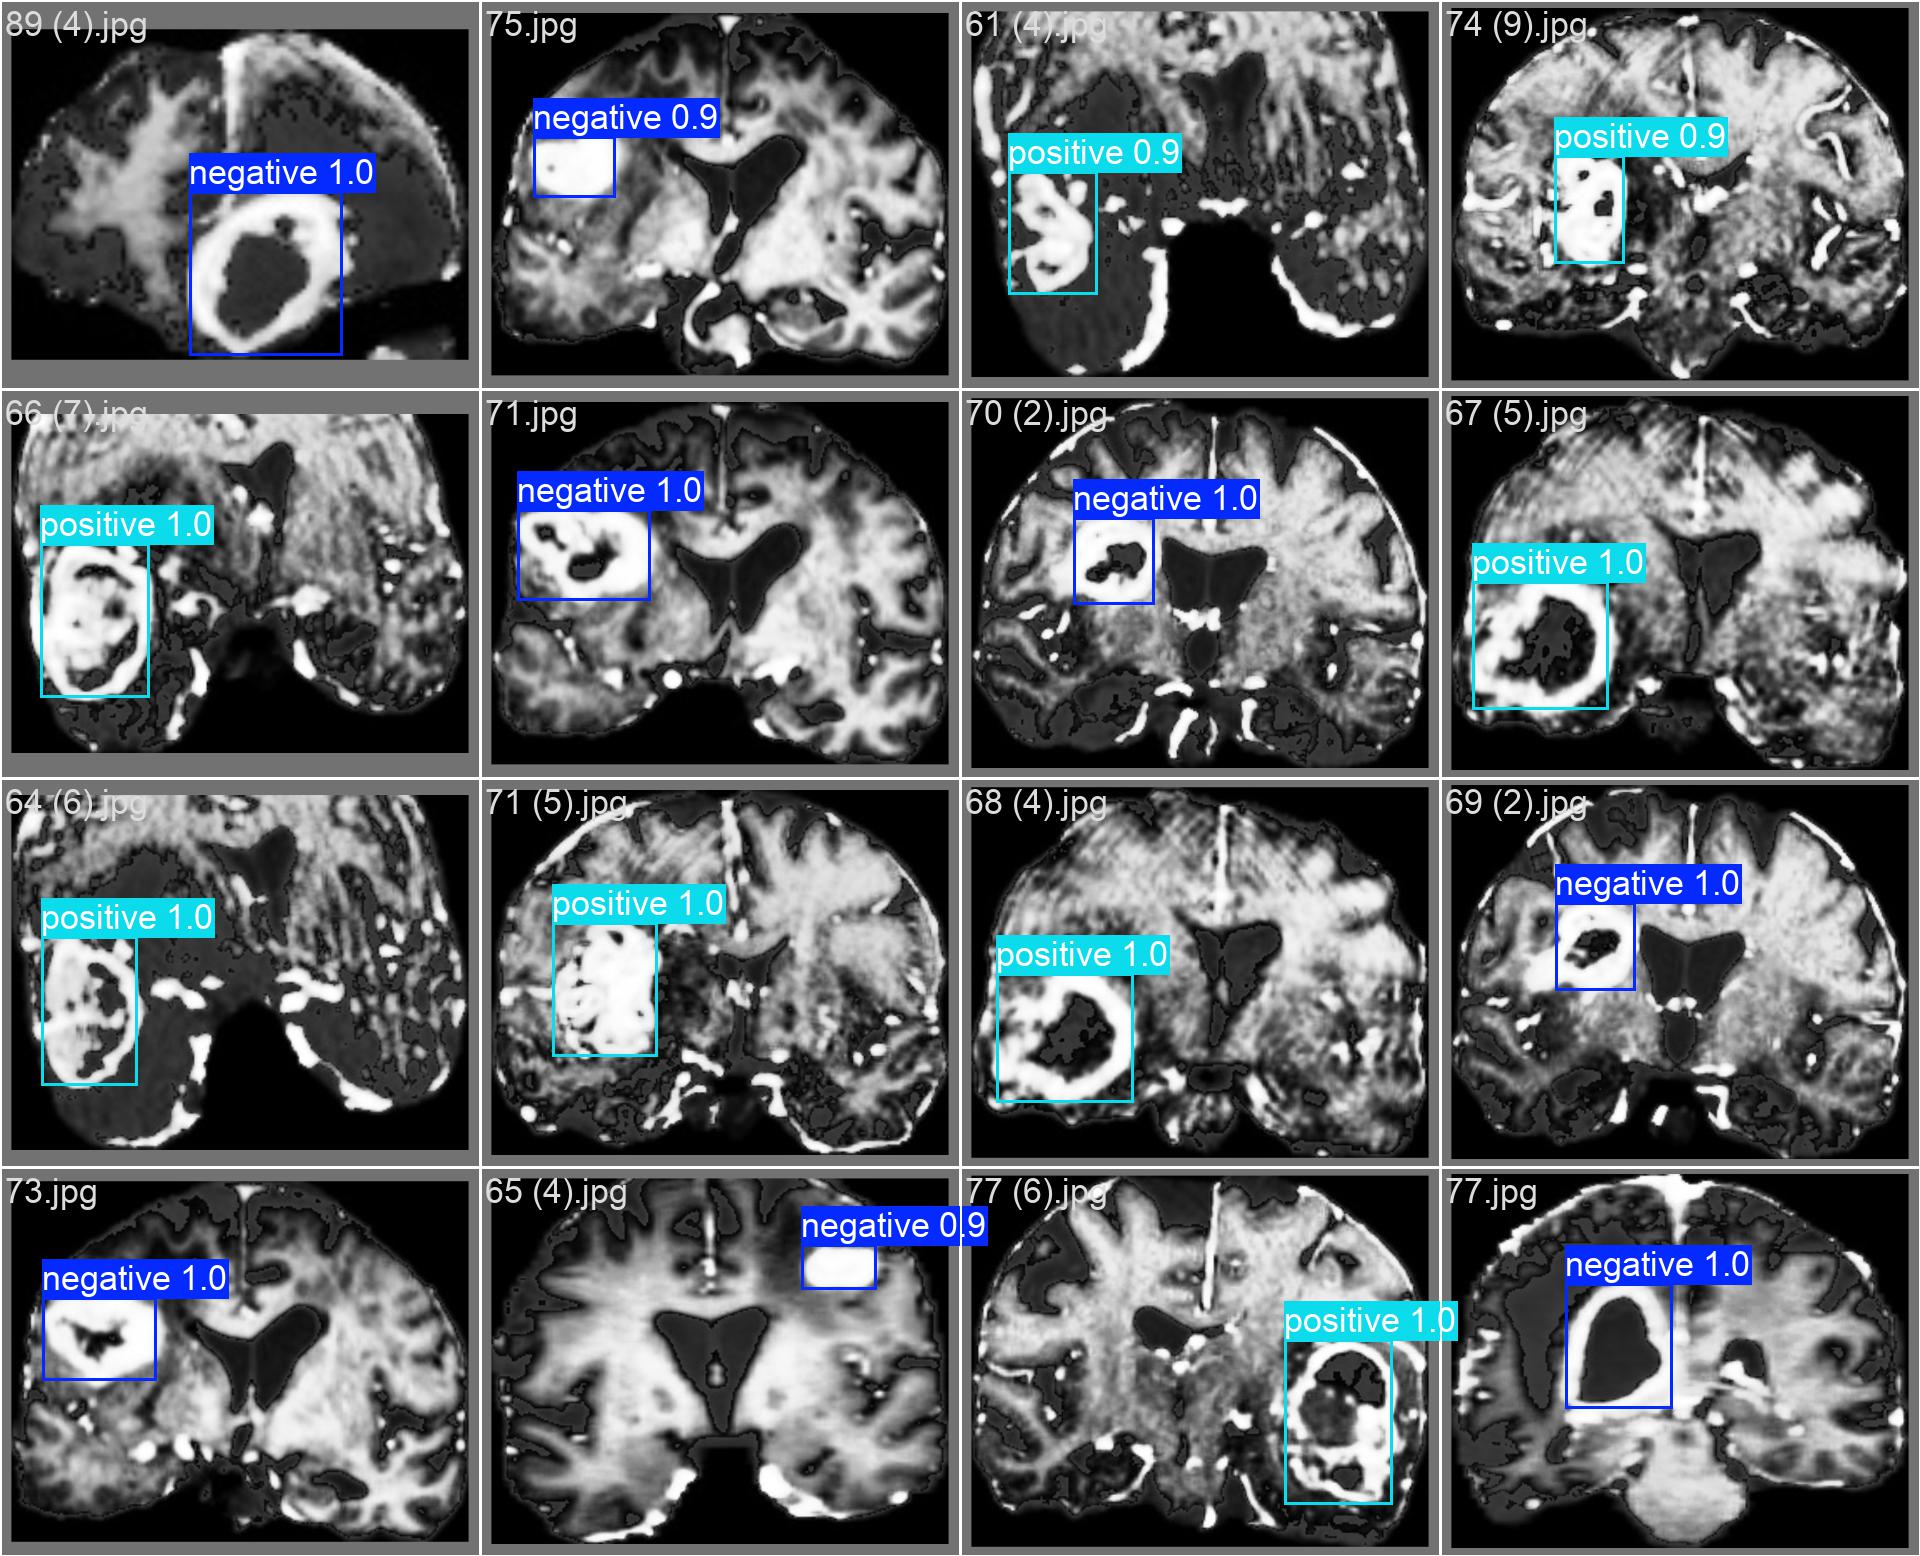 89 (4).jpg
negative 1.0
75.jpg
negative 0.9
61 (4).jpg
positive 0.9
74 (9).jpg
positive 0.9
66 (7).jpg
positive 1.0
71.jpg
negative 1.0
70 (2).jpg
negative 1.0
67 (5).jpg
positive 1.0
64 (6).jpg
positive 1.0
71 (5).jpg
positive 1.0
68 (4).jpg
positive 1.0
69 (2).jpg
negative 1.0
73.jpg
negative 1.0
65 (4).jpg
negative 0.9
77 (6).jpg
positive 1.0
77.jpg
negative 1.0